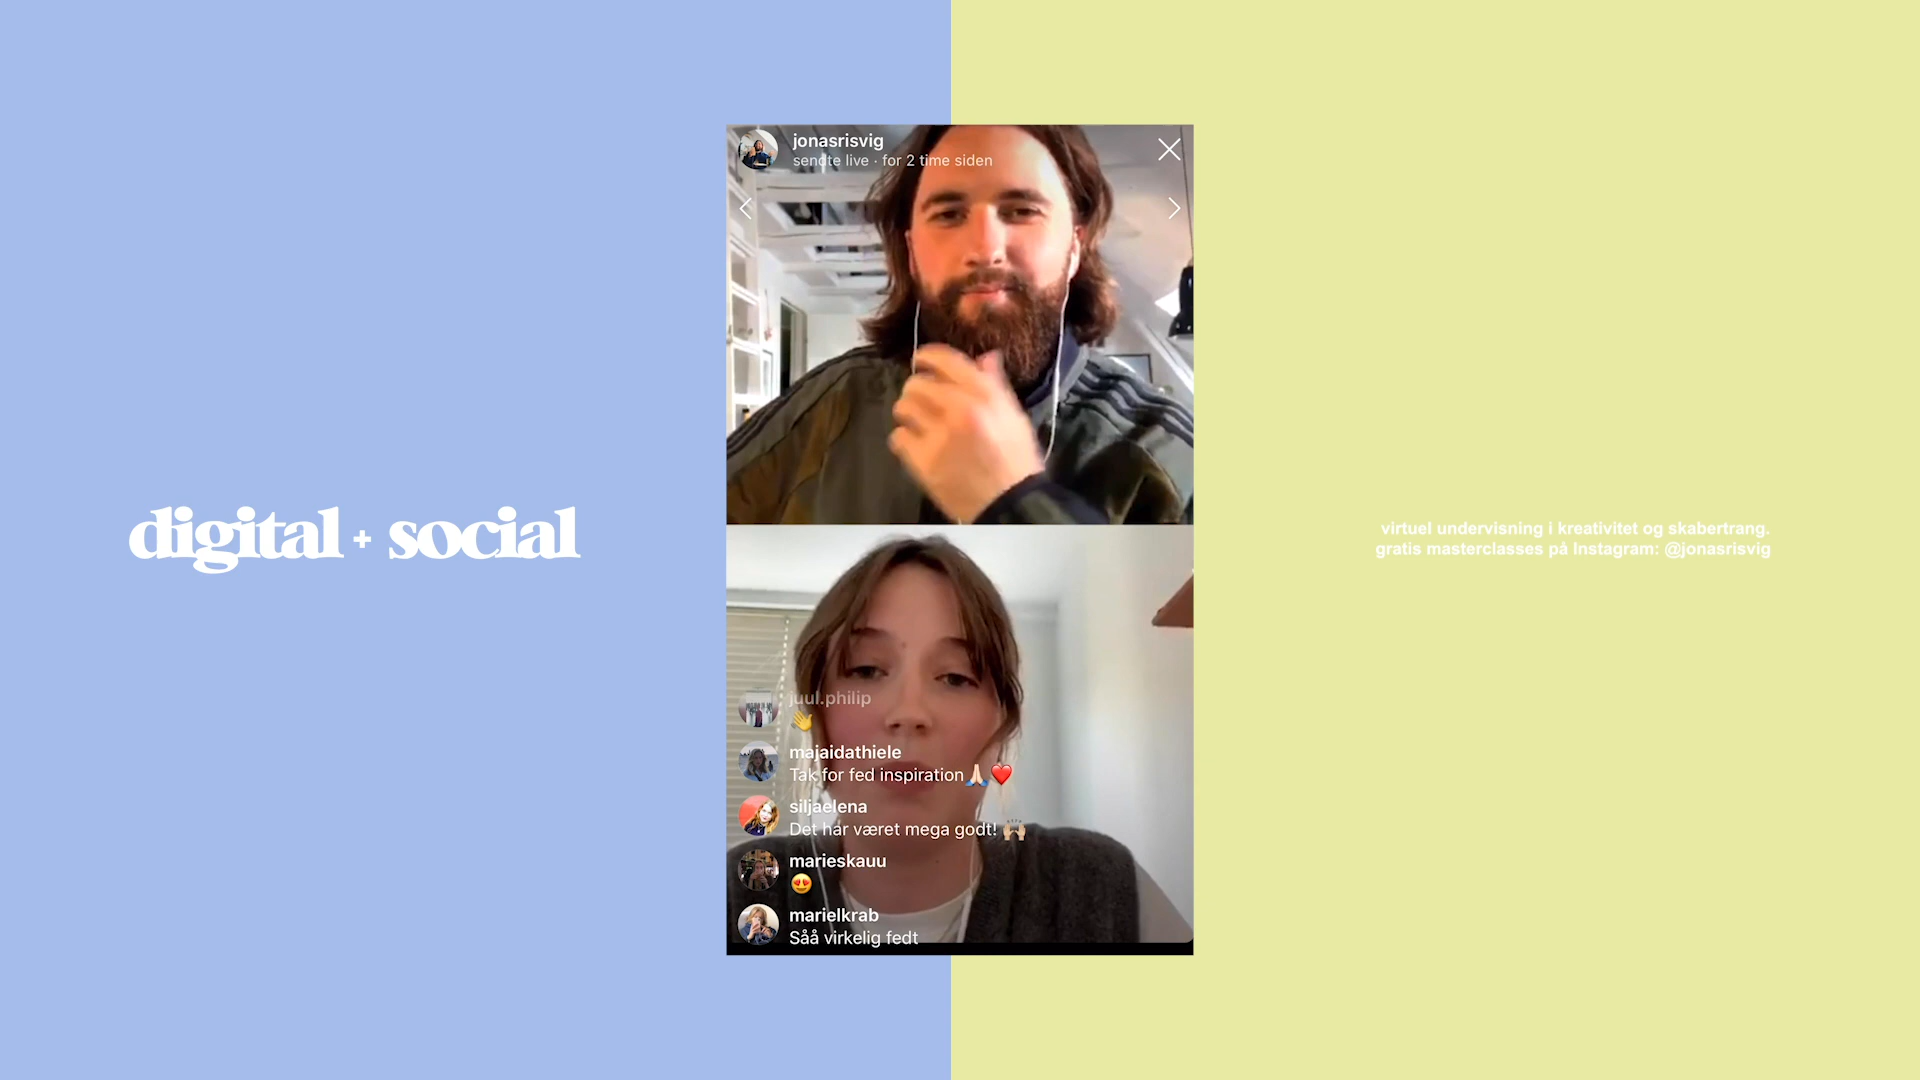 digital + social
jonasrisvig
sendte live · for 2 time siden
juul.philip
👋
majaidathiele
Tak for fed inspiration🙏🏻❤️
siljaelena
Det har været mega godt! 🙌🏼
marieskauu
😍
marielkrab
Såå virkelig fedt
virtuel undervisning i kreativitet og skabertrang.
gratis masterclasses på Instagram: @jonasrisvig